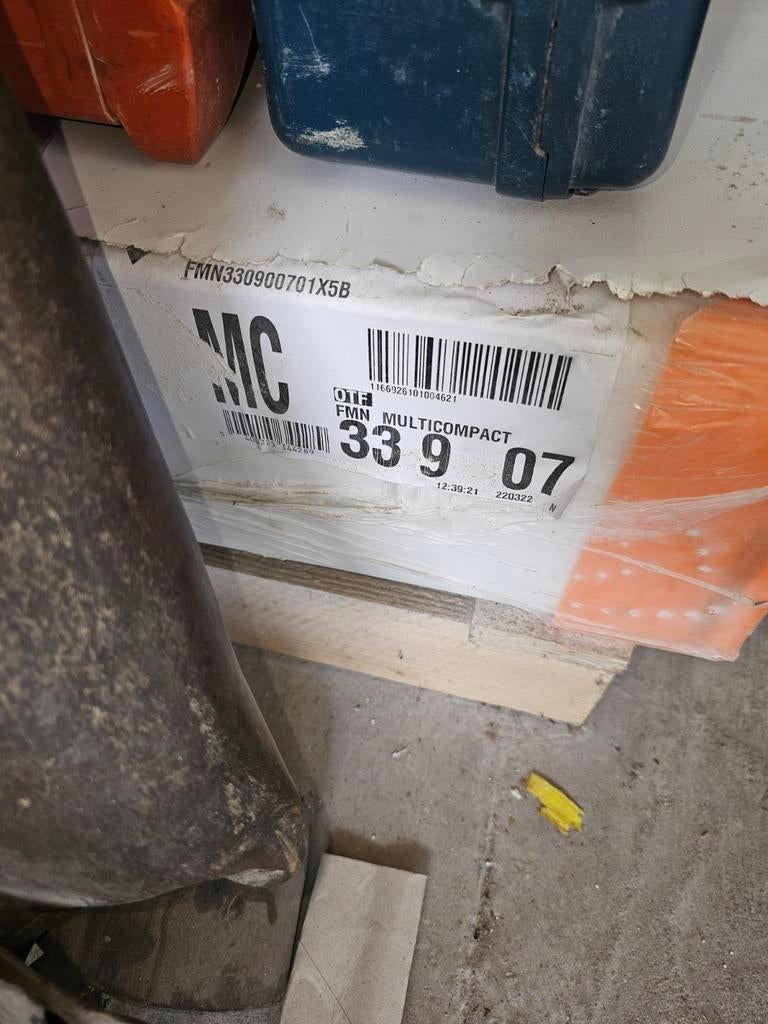 FMN330900701X5B
MC
1166926101004621
OTF
FMN MULTICOMPACT
33 9 07
12:39:21 220322 N